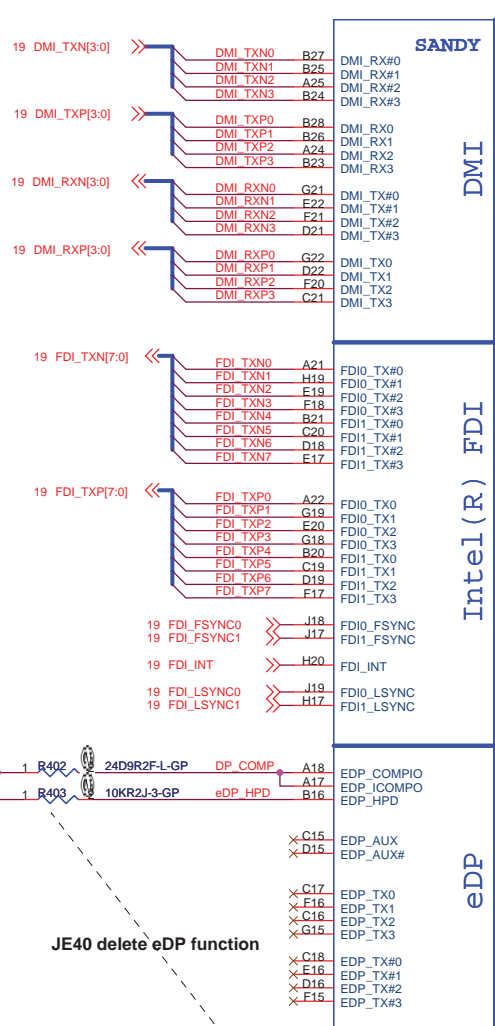 SANDY
19 DMI_TXN[3:0]
DMI_TXN0 B27 DMI_RX#0
DMI_TXN1 B25 DMI_RX#1
DMI_TXN2 A25 DMI_RX#2
DMI_TXN3 B24 DMI_RX#3
19 DMI_TXP[3:0]
DMI_TXP0 B28 DMI_RX0
DMI_TXP1 B26 DMI_RX1
DMI_TXP2 A24 DMI_RX2
DMI_TXP3 B23 DMI_RX3
DMI
19 DMI_RXN[3:0]
DMI_RXN0 G21 DMI_TX#0
DMI_RXN1 E22 DMI_TX#1
DMI_RXN2 F21 DMI_TX#2
DMI_RXN3 D21 DMI_TX#3
19 DMI_RXP[3:0]
DMI_RXP0 G22 DMI_TX0
DMI_RXP1 D22 DMI_TX1
DMI_RXP2 F20 DMI_TX2
DMI_RXP3 C21 DMI_TX3
19 FDI_TXN[7:0]
FDI_TXN0 A21 FDI0_TX#0
FDI_TXN1 H19 FDI0_TX#1
FDI_TXN2 E19 FDI0_TX#2
FDI_TXN3 F18 FDI0_TX#3
FDI_TXN4 B21 FDI1_TX#0
FDI_TXN5 C20 FDI1_TX#1
FDI_TXN6 D18 FDI1_TX#2
FDI_TXN7 E17 FDI1_TX#3
Intel(R) FDI
19 FDI_TXP[7:0]
FDI_TXP0 A22 FDI0_TX0
FDI_TXP1 G19 FDI0_TX1
FDI_TXP2 E20 FDI0_TX2
FDI_TXP3 G18 FDI0_TX3
FDI_TXP4 B20 FDI1_TX0
FDI_TXP5 C19 FDI1_TX1
FDI_TXP6 D19 FDI1_TX2
FDI_TXP7 F17 FDI1_TX3
19 FDI_FSYNC0 J18 FDI0_FSYNC
19 FDI_FSYNC1 J17 FDI1_FSYNC
19 FDI_INT H20 FDI_INT
19 FDI_LSYNC0 J19 FDI0_LSYNC
19 FDI_LSYNC1 H17 FDI1_LSYNC
1 R402 24D9R2F-L-GP DP_COMP A18 EDP_COMPIO
A17 EDP_ICOMPO
1 R403 10KR2J-3-GP eDP_HPD B16 EDP_HPD
C15 EDP_AUX
D15 EDP_AUX#
eDP
C17 EDP_TX0
F16 EDP_TX1
C16 EDP_TX2
G15 EDP_TX3
JE40 delete eDP function
C18 EDP_TX#0
E16 EDP_TX#1
D16 EDP_TX#2
F15 EDP_TX#3